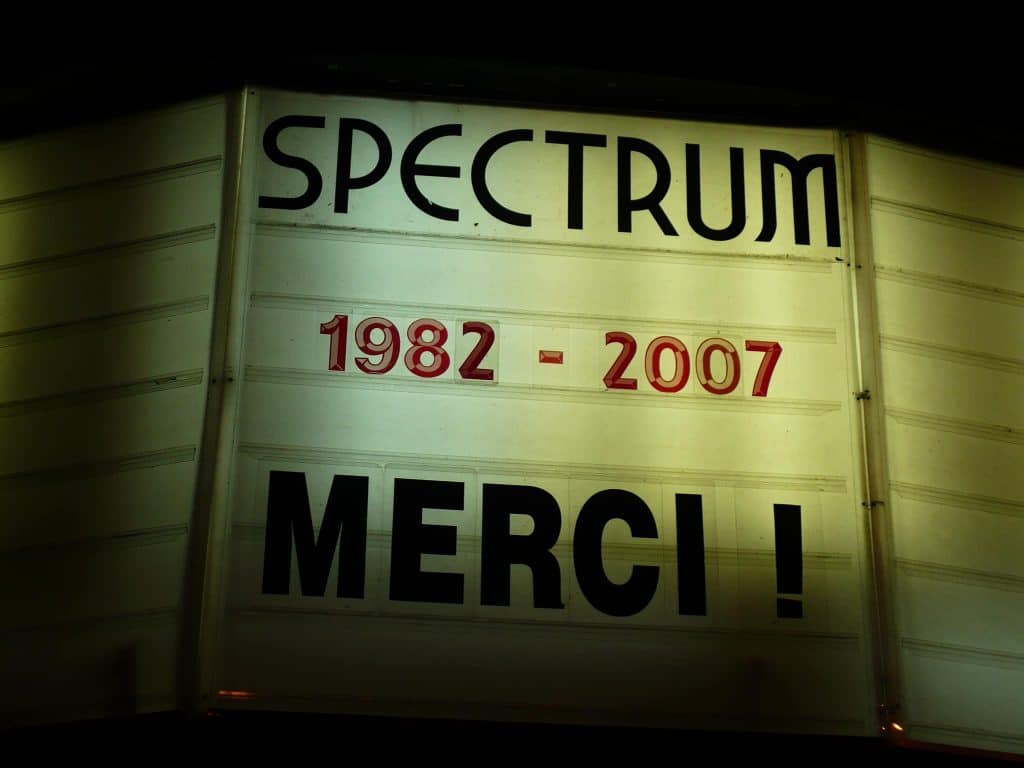 SPECTRUM
1982 - 2007
MERCI !